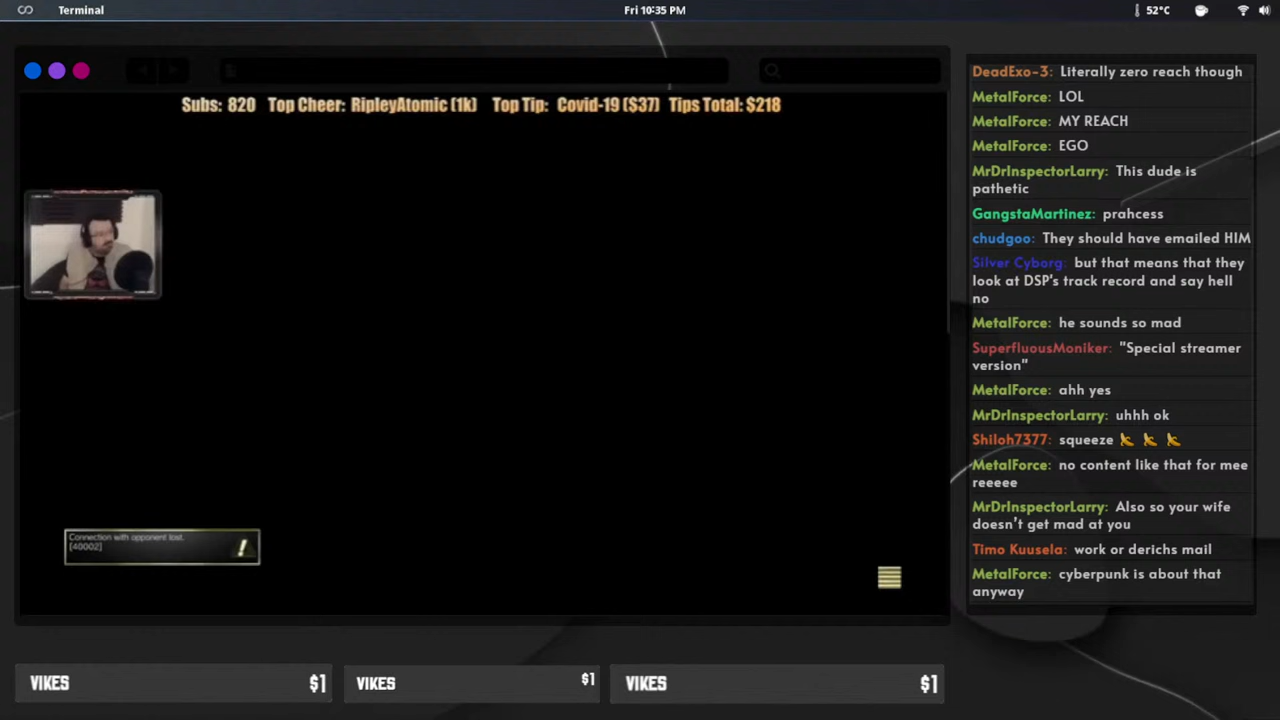 Terminal
Fri 10:35 PM
52°C
Subs: 820 Top Cheer: RipleyAtomic (1k) Top Tip: Covid-19 ($37) Tips Total: $218
Connection with opponent lost.
[40002]
DeadExo-3: Literally zero reach though
MetalForce: LOL
MetalForce: MY REACH
MetalForce: EGO
MrDrInspectorLarry: This dude is
pathetic
GangstaMartinez: prahcess
chudgoo: They should have emailed HIM
Silver Cyborg: but that means that they
look at DSP's track record and say hell
no
MetalForce: he sounds so mad
SuperfluousMoniker: "Special streamer
version"
MetalForce: ahh yes
MrDrInspectorLarry: uhhh ok
Shiloh7377: squeeze 🍌 🍌 🍌
MetalForce: no content like that for mee
reeeee
MrDrInspectorLarry: Also so your wife
doesn't get mad at you
Timo Kuusela: work or derichs mail
MetalForce: cyberpunk is about that
anyway
VIKES $1
VIKES $1
VIKES $1